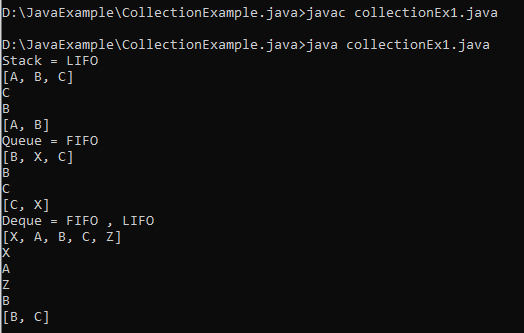 D:\JavaExample\CollectionExample.java>javac collectionEx1.java
D:\JavaExample\CollectionExample.java>java collectionEx1.java
Stack = LIFO
[A, B, C]
C
B
[A, B]
Queue = FIFO
[B, X, C]
B
C
[C, X]
Deque = FIFO , LIFO
[X, A, B, C, Z]
X
A
Z
B
[B, C]